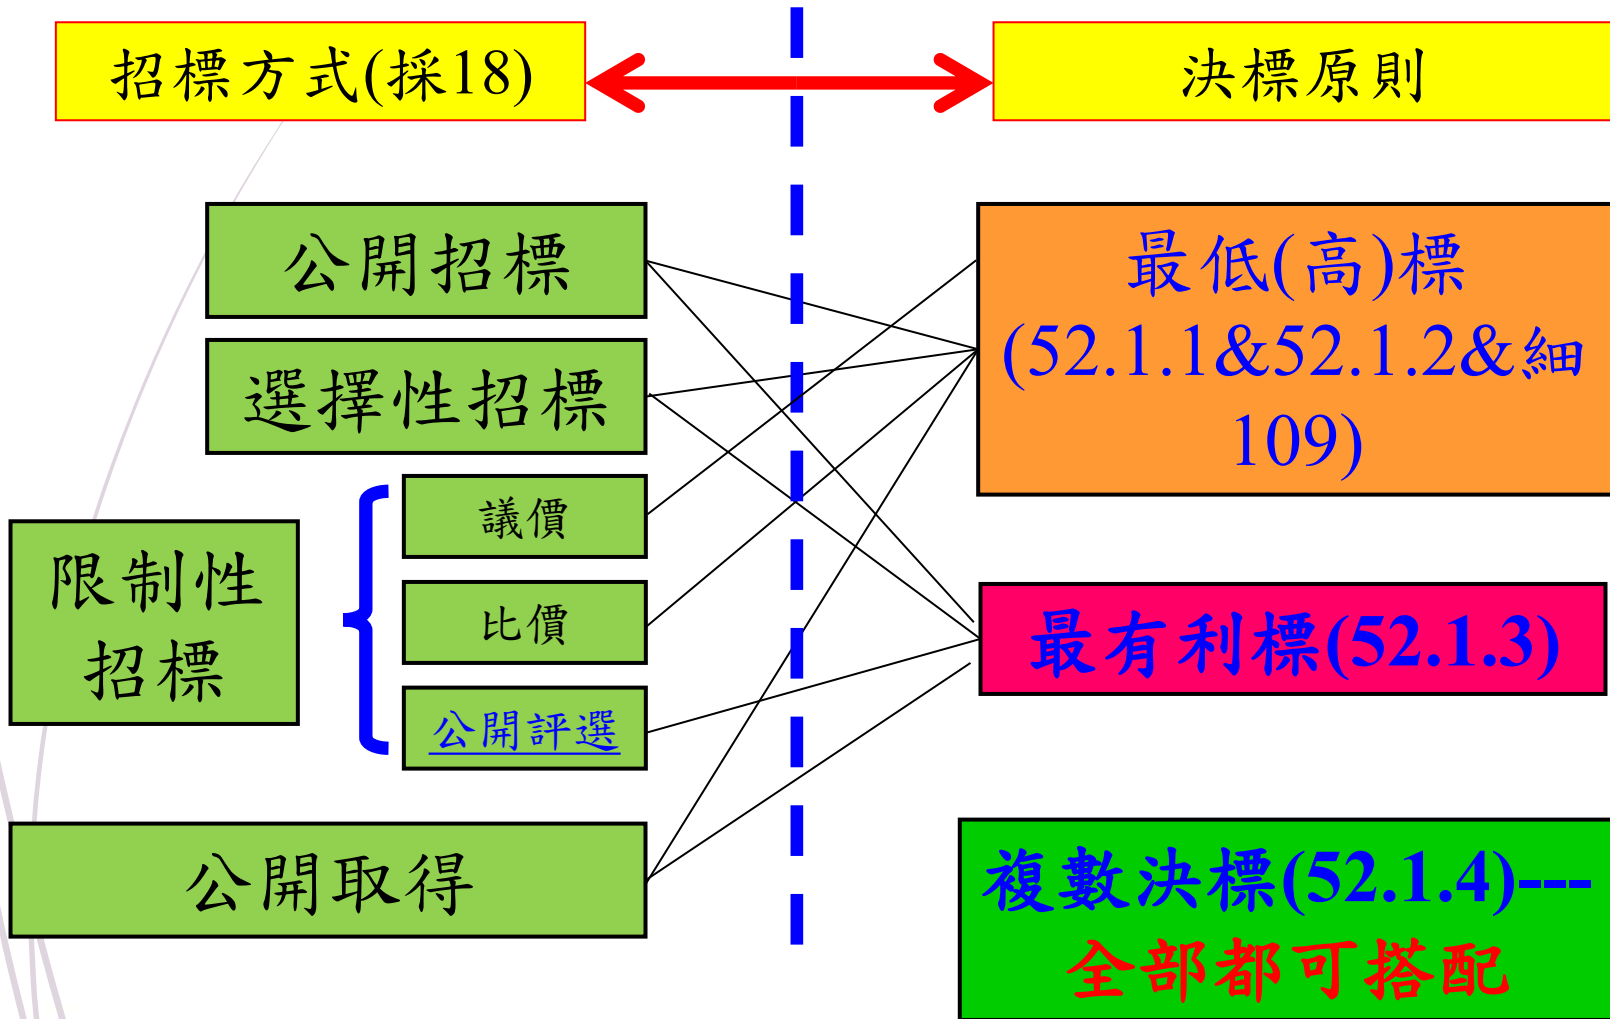 招標方式(採18)
決標原則
公開招標
選擇性招標
限制性
招標
議價
比價
公開評選
公開取得
最低(高)標
(52.1.1&52.1.2&細
109)
最有利標(52.1.3)
複數決標(52.1.4)---
全部都可搭配